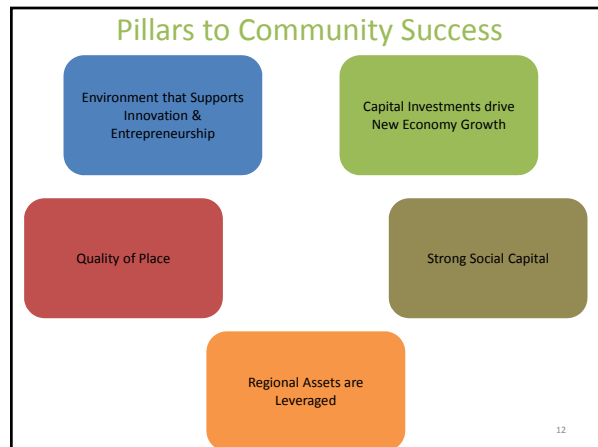 Pillars to Community Success
Environment that Supports
Innovation &
Entrepreneurship
Capital Investments drive
New Economy Growth
Quality of Place
Strong Social Capital
Regional Assets are
Leveraged
12